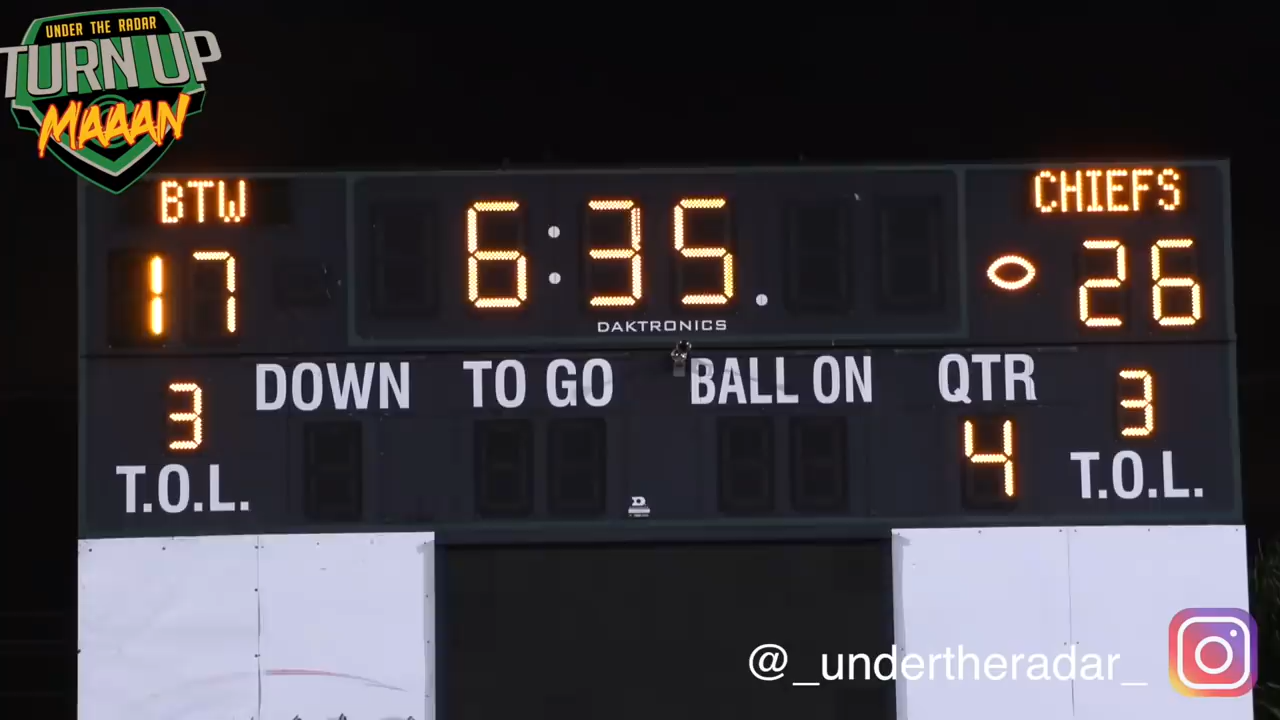 UNDER THE RADAR
TURN UP
MAAAN
BTW
CHIEFS
17
6:35.
26
DAKTRONICS
DOWN TO GO BALL ON QTR
3
4
3
T.O.L.
T.O.L.
@_undertheradar_